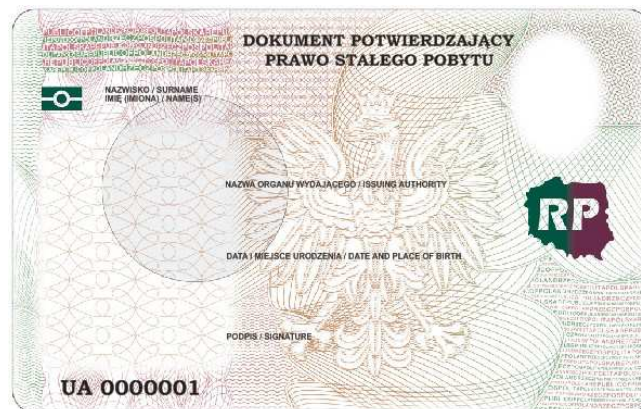 DOKUMENT POTWIERDZAJĄCY
PRAWO STAŁEGO POBYTU
NAZWISKO / SURNAME
IMIĘ (IMIONA) / NAME(S)
NAZWA ORGANU WYDAJĄCEGO / ISSUING AUTHORITY
RP
DATA I MIEJSCE URODZENIA / DATE AND PLACE OF BIRTH
PODPIS / SIGNATURE
UA 0000001